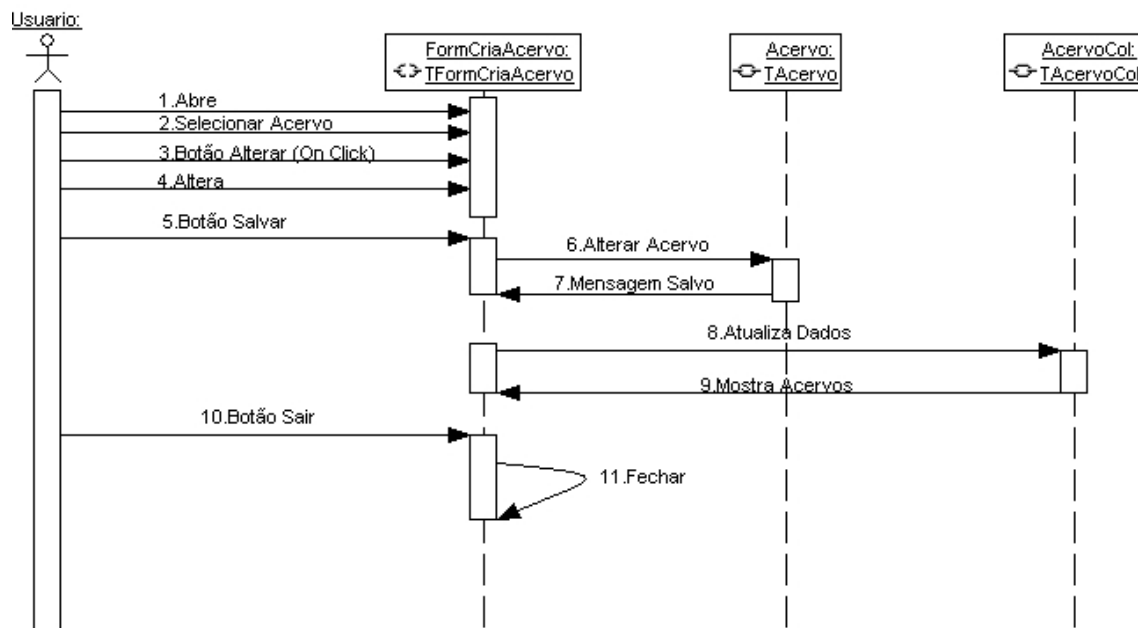 Usuario:
FormCriaAcervo:
TFormCriaAcervo
Acervo:
TAcervo
AcervoCol:
TAcervoCol
1.Abre
2.Selecionar Acervo
3.Botão Alterar (On Click)
4.Altera
5.Botão Salvar
6.Alterar Acervo
7.Mensagem Salvo
8.Atualiza Dados
9.Mostra Acervos
10.Botão Sair
11.Fechar